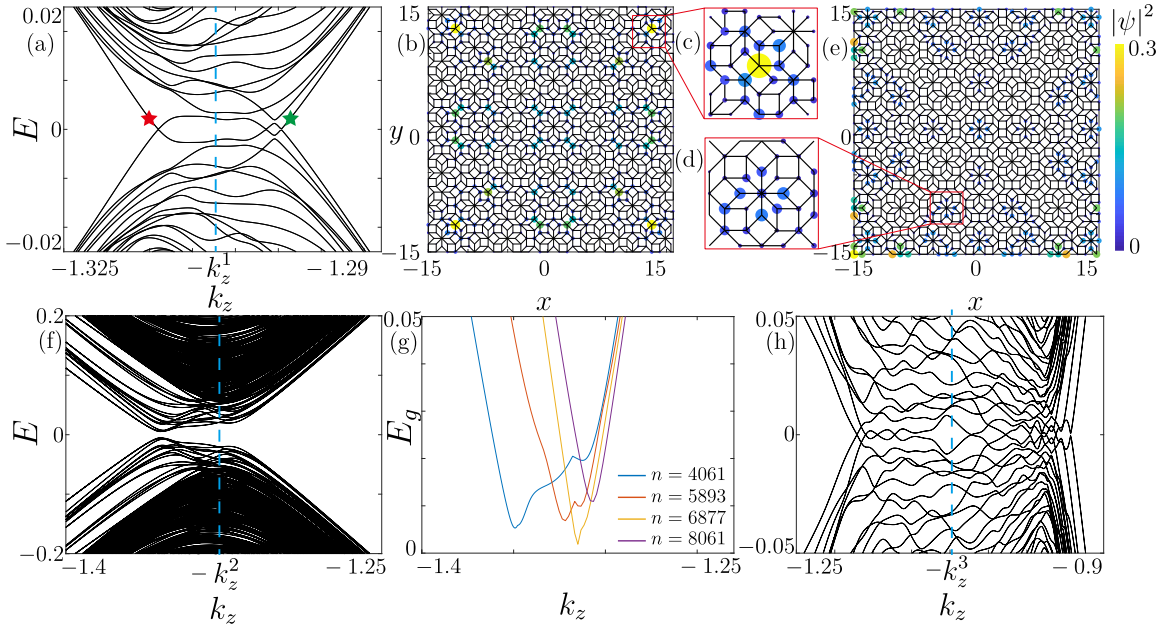 0.02
(a)
E
0
−0.02
−1.325
−k_z^1
−1.29
k_z
15
(b)
y
0
−15
−15
0
15
x
(c)
(d)
15
(e)
0
−15
−15
0
15
x
|ψ|²
0.3
0
0.2
(f)
E
0
−0.2
−1.4
−k_z^2
−1.25
k_z
0.05
(g)
E_g
0
n = 4061
n = 5893
n = 6877
n = 8061
−1.4
−1.25
k_z
0.05
(h)
0
−0.05
−1.25
−k_z^3
−0.9
k_z